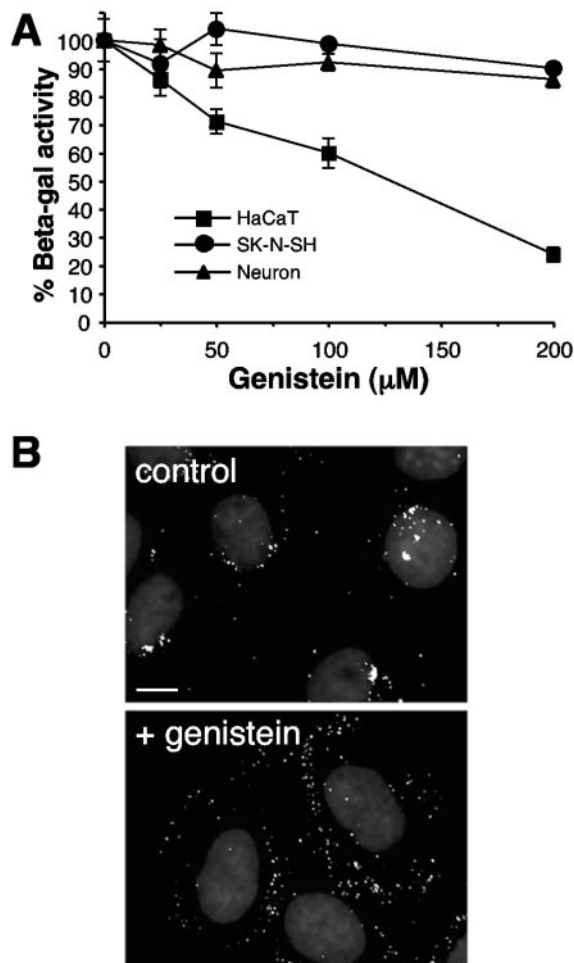 A
% Beta-gal activity
100
90
80
70
60
50
40
30
20
10
0
HaCaT
SK-N-SH
Neuron
0
50
100
150
200
Genistein (μM)
B
control
+ genistein